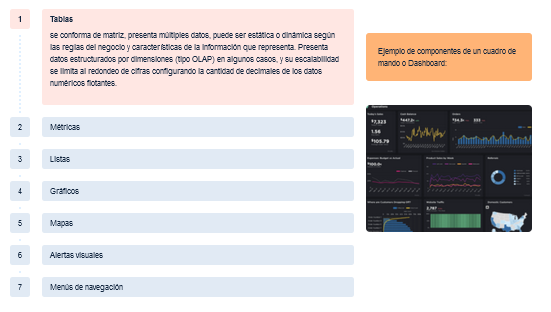 1
Tablas
se conforma de matriz, presenta múltiples datos, puede ser estática o dinámica según
las reglas del negocio y características de la información que representa. Presenta
datos estructurados por dimensiones (tipo OLAP) en algunos casos, y su escalabilidad
se limita al redondeo de cifras configurando la cantidad de decimales de los datos
numéricos flotantes.
2
Métricas
3
Listas
4
Gráficos
5
Mapas
6
Alertas visuales
7
Menús de navegación
Ejemplo de componentes de un cuadro de
mando o Dashboard: